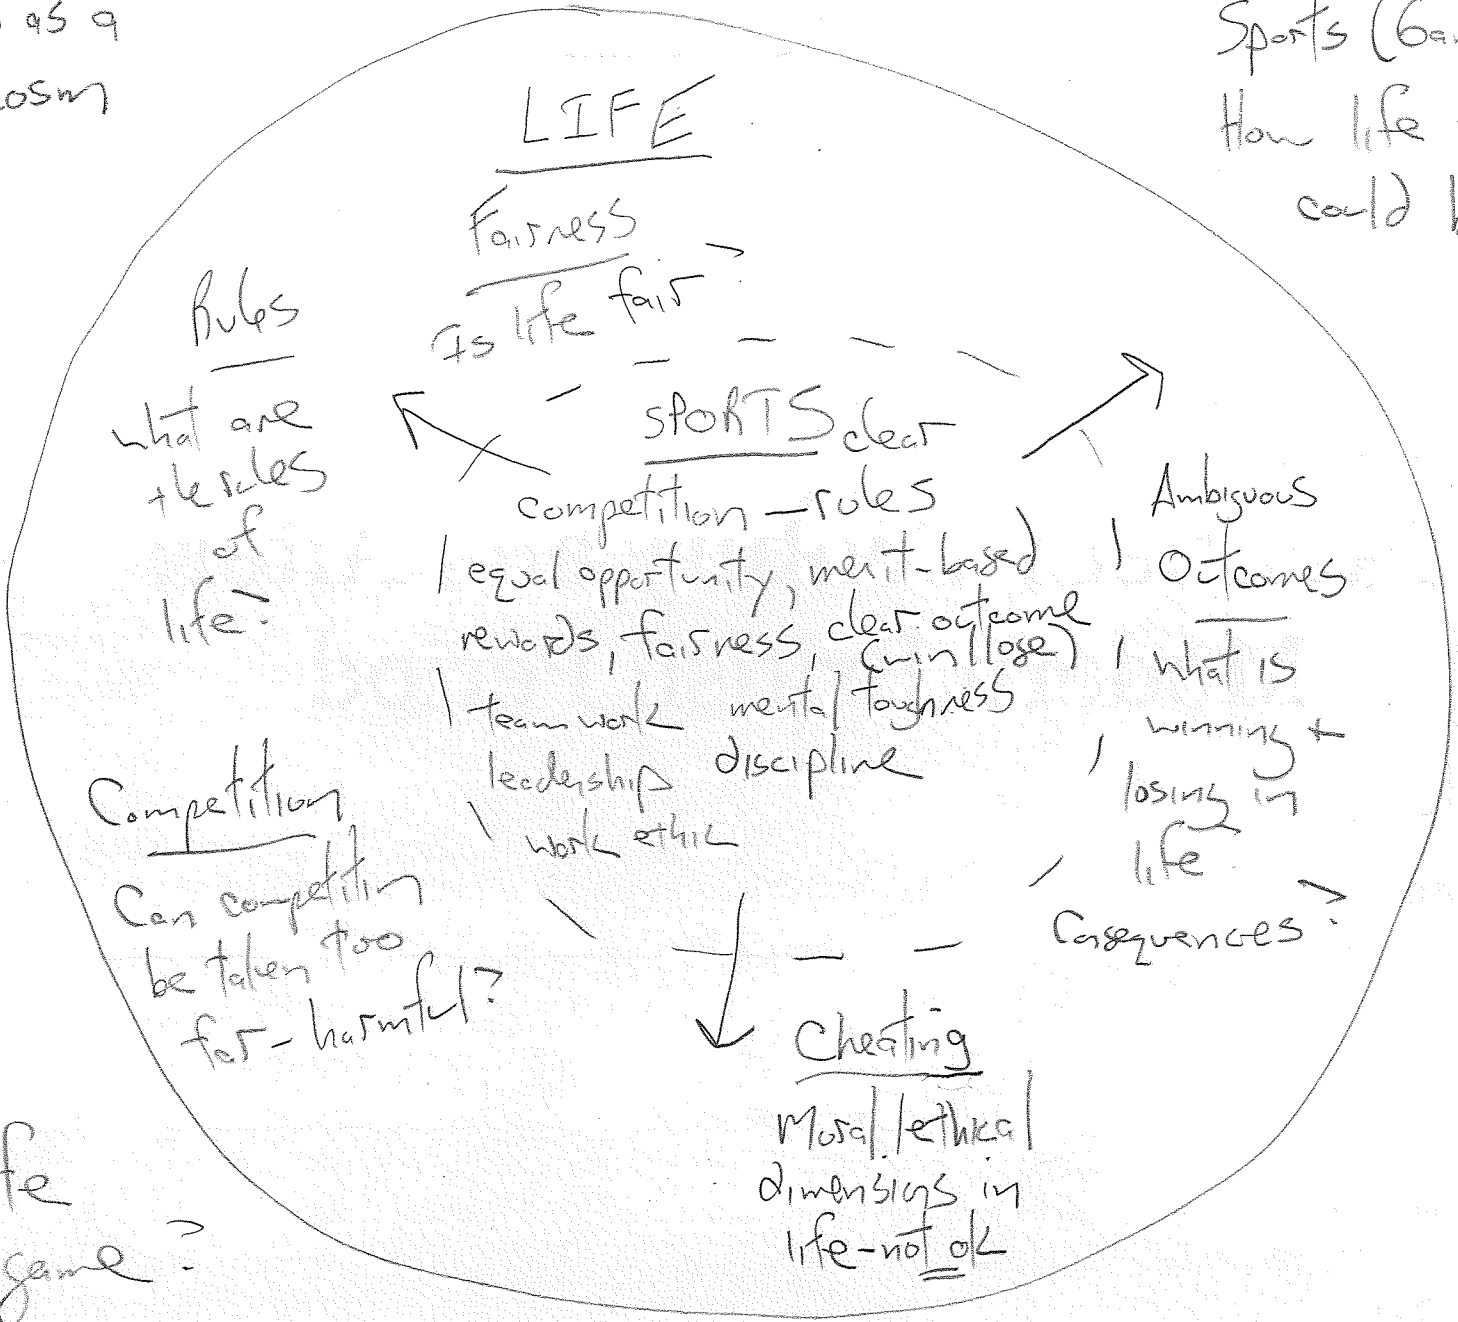 as a
cosm
Sports (Ga
How life
could b
LIFE
Fairness
Is life fair?
Rules
what are
the rules
of
life?
SPORTS
clear
competition - rules
equal opportunity, merit-based
rewards, fairness, clear outcome
(win/lose)
teamwork mental toughness
leadership discipline
work ethic
Ambiguous
Outcomes
what is
winning +
losing in
life
Consequences?
Competition
Can competition
be taken too
far - harmful?
Cheating
Moral/ethical
dimensions in
life - not ok
fe
game?